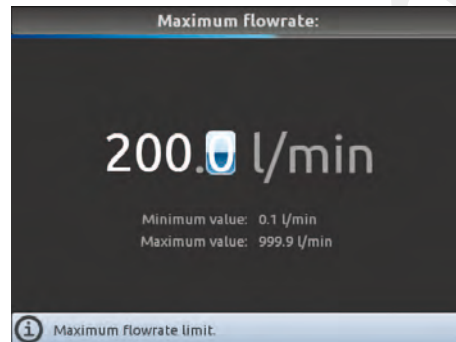 Maximum flowrate:
200.0 l/min
Minimum value: 0.1 l/min
Maximum value: 999.9 l/min
Maximum flowrate limit.